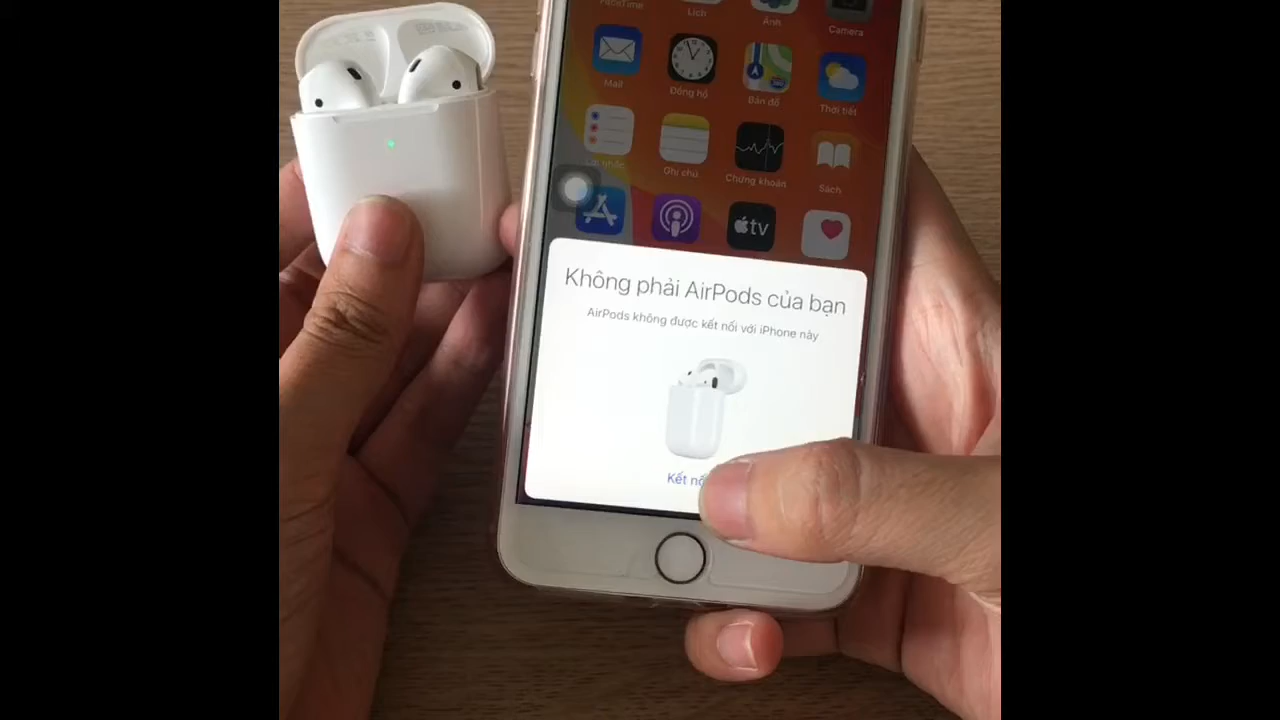 FaceTime
Lịch
Ảnh
Camera
Mail
Đồng hồ
Bản đồ
Thời tiết
Lời nhắc
Ghi chú
Chứng khoán
Sách
tv
Không phải AirPods của bạn
AirPods không được kết nối với iPhone này
Kết nố